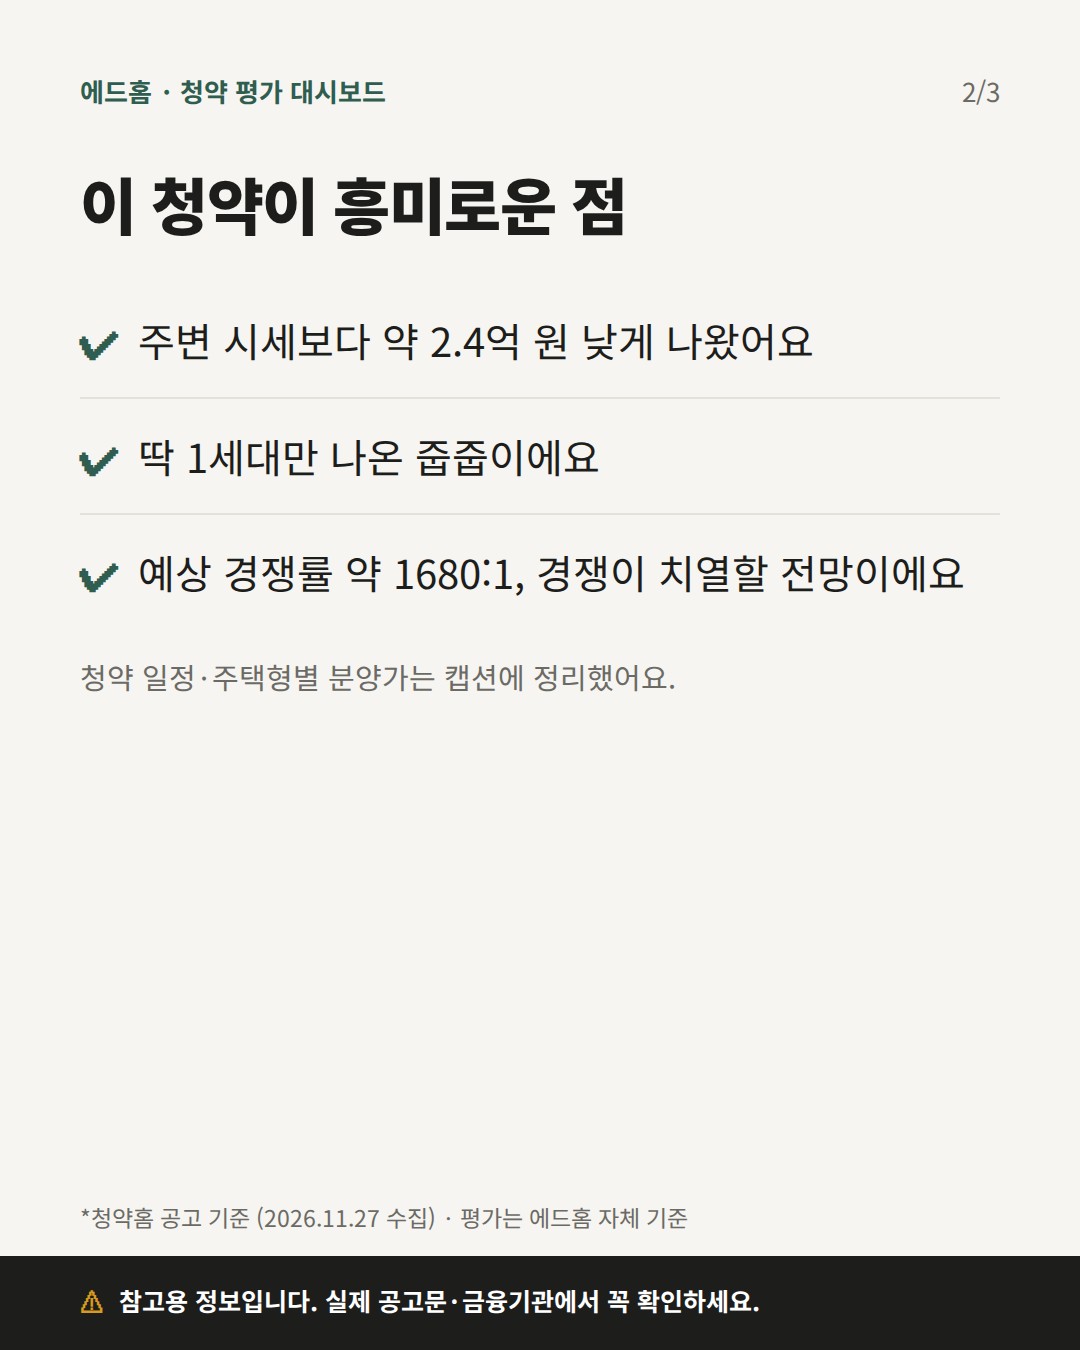 에드홈 · 청약 평가 대시보드
2/3
이 청약이 흥미로운 점
✔ 주변 시세보다 약 2.4억 원 낮게 나왔어요
✔ 딱 1세대만 나온 줍줍이에요
✔ 예상 경쟁률 약 1680:1, 경쟁이 치열할 전망이에요
청약 일정·주택형별 분양가는 캡션에 정리했어요.
*청약홈 공고 기준 (2026.11.27 수집) · 평가는 에드홈 자체 기준
⚠ 참고용 정보입니다. 실제 공고문·금융기관에서 꼭 확인하세요.